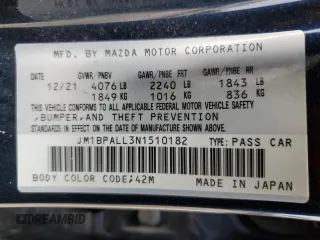 MFD. BY MAZDA MOTOR CORPORATION
12/21 GVWR/PNBV GAWR/PNBE FRT GAWR/PNBE RR
4076 LB 2240 LB 1843 LB
1849 KG 1016 KG 836 KG
THIS VEHICLE CONFORMS TO ALL APPLICABLE FEDERAL MOTOR VEHICLE SAFETY
,BUMPER,AND THEFT PREVENTION
STANDARDS IN EFFECT ON THE DATE OF MANUFACTURE SHOWN ABOVE.
JM1BPALL3N1510182 TYPE: PASS CAR
BODY COLOR CODE;42M MADE IN JAPAN
DREAMBID